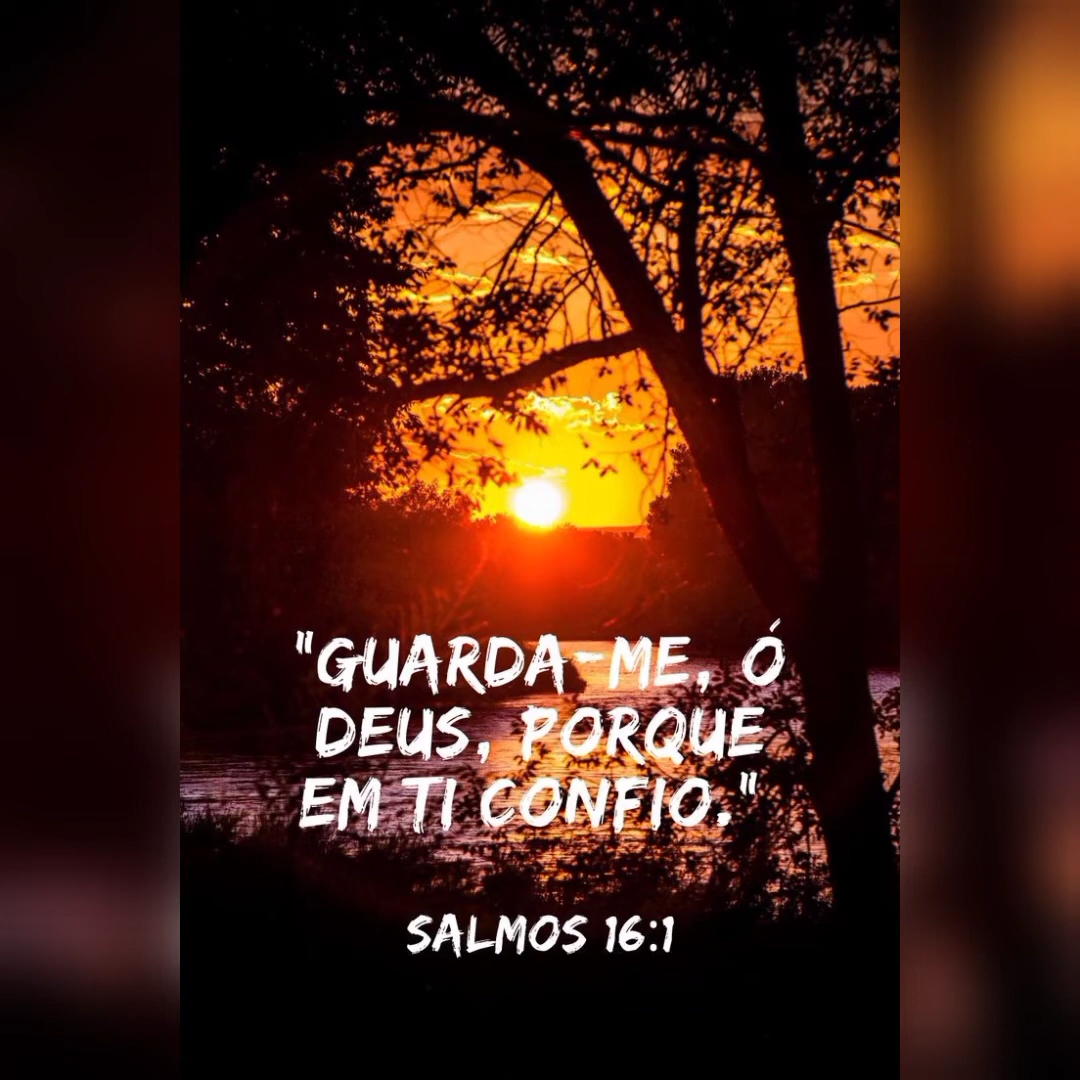 "GUARDA-ME, Ó
DEUS, PORQUE
EM TI CONFIO."
SALMOS 16:1